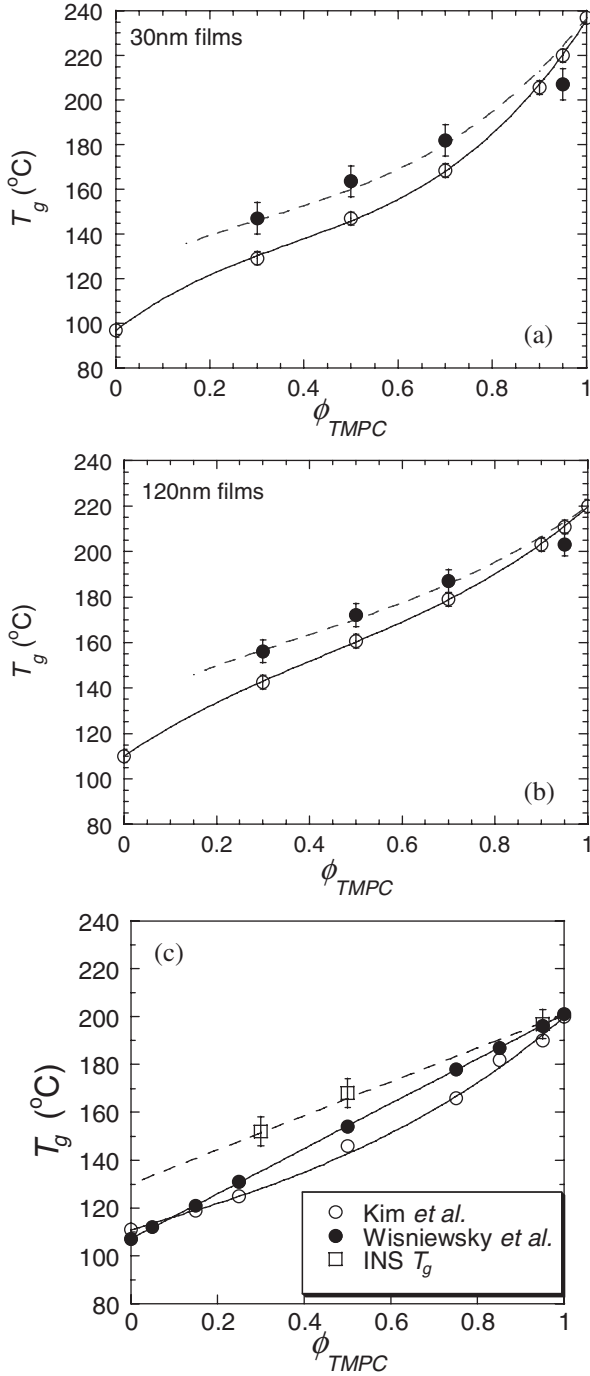 240
30nm films
220
200
180
160
T_g (°C)
140
120
100
(a)
80
0 0.2 0.4 0.6 0.8 1
ϕ_TMPC
240
120nm films
220
200
180
160
T_g (°C)
140
120
100
(b)
80
0 0.2 0.4 0.6 0.8 1
ϕ_TMPC
240
(c)
220
200
180
160
T_g (°C)
140
120
Kim et al.
Wisniewsky et al.
100
INS T_g
80
0 0.2 0.4 0.6 0.8 1
ϕ_TMPC